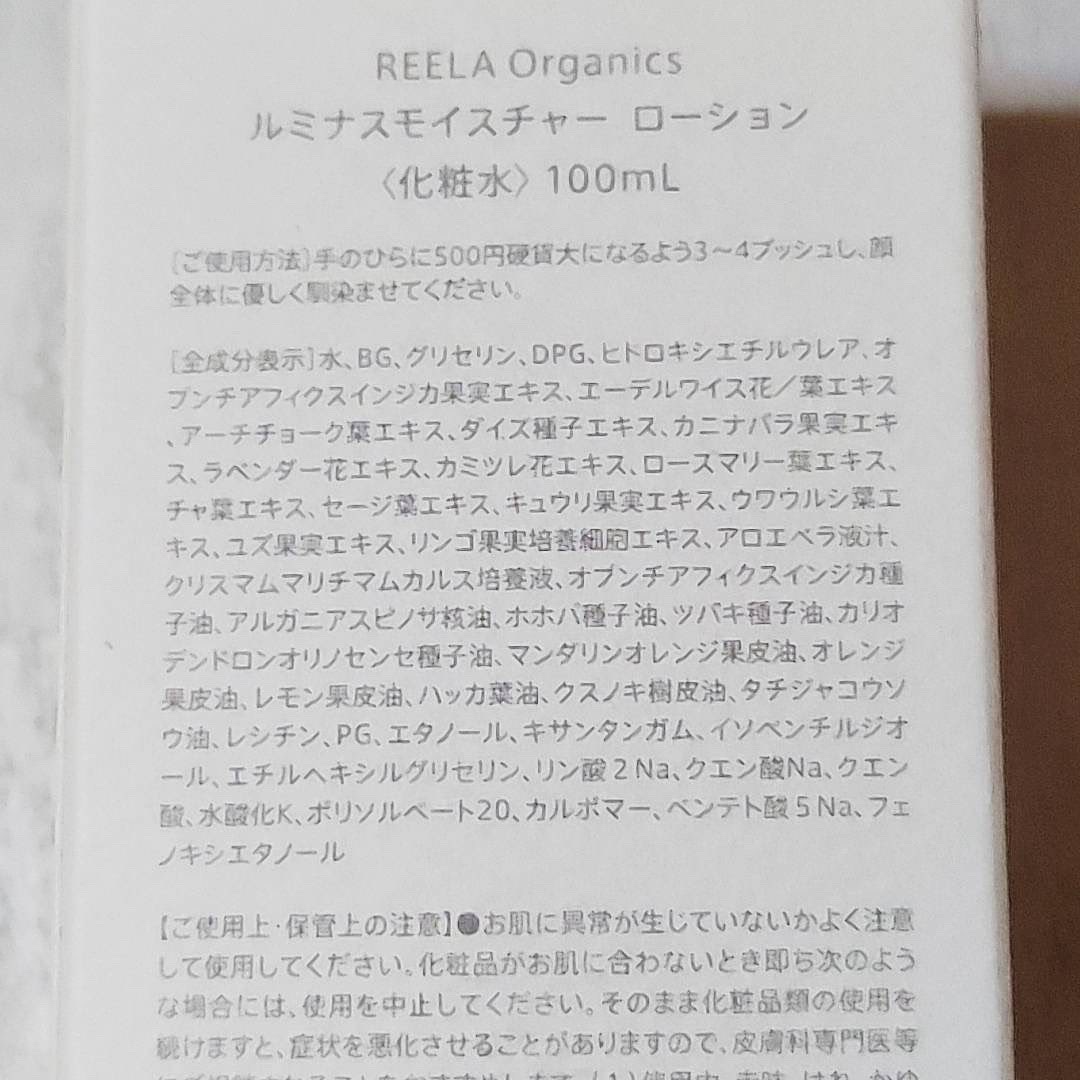 REELA Organics
ルミナスモイスチャー ローション
〈化粧水〉100mL
[ご使用方法]手のひらに500円硬貨大になるよう3〜4プッシュし、顔
全体に優しく馴染ませてください。
[全成分表示]水、BG、グリセリン、DPG、ヒドロキシエチルウレア、オ
プンチアフィクスインジカ果実エキス、エーデルワイス花/葉エキス
、アーチチョーク葉エキス、ダイズ種子エキス、カニナバラ果実エキ
ス、ラベンダー花エキス、カミツレ花エキス、ローズマリー葉エキス、
チャ葉エキス、セージ葉エキス、キュウリ果実エキス、ウワウルシ葉エ
キス、ユズ果実エキス、リンゴ果実培養細胞エキス、アロエベラ液汁、
クリスマムマリチマムカルス培養液、オプンチアフィクスインジカ種
子油、アルガニアスピノサ核油、ホホバ種子油、ツバキ種子油、カリオ
デンドロンオリノセンセ種子油、マンダリンオレンジ果皮油、オレンジ
果皮油、レモン果皮油、ハッカ葉油、クスノキ樹皮油、タチジャコウソ
ウ油、レシチン、PG、エタノール、キサンタンガム、イソペンチルジオ
ール、エチルヘキシルグリセリン、リン酸2Na、クエン酸Na、クエン
酸、水酸化K、ポリソルベート20、カルボマー、ペンテト酸5Na、フェ
ノキシエタノール
【ご使用上・保管上の注意】●お肌に異常が生じていないかよく注意
して使用してください。化粧品がお肌に合わないとき即ち次のよう
な場合には、使用を中止してください。そのまま化粧品類の使用を
続けますと、症状を悪化させることがありますので、皮膚科専門医等